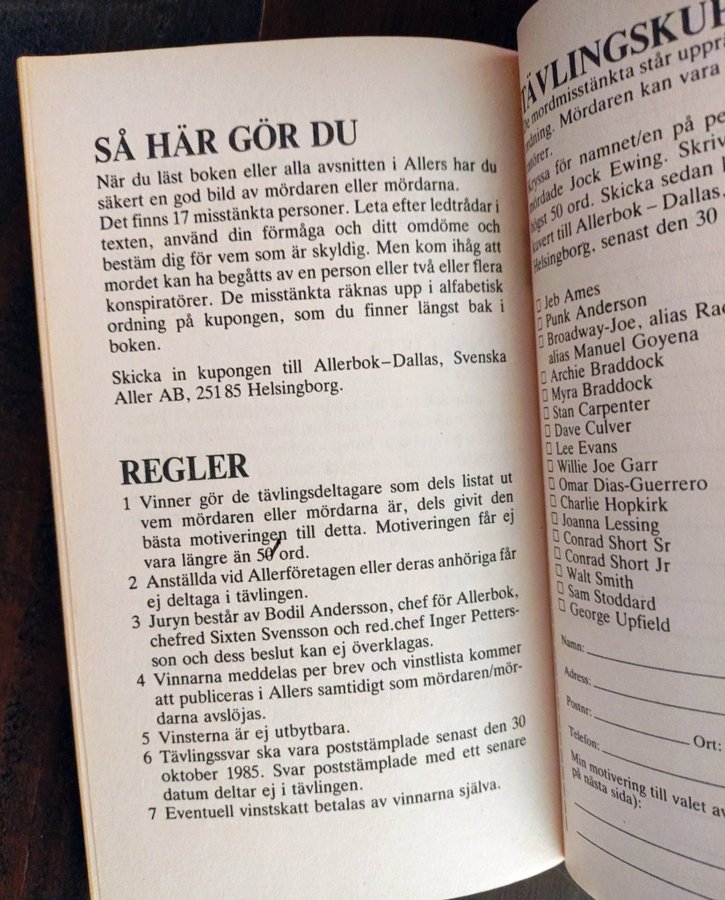 SÅ HÄR GÖR DU
När du läst boken eller alla avsnitten i Allers har du
säkert en god bild av mördaren eller mördarna.
Det finns 17 misstänkta personer. Leta efter ledtrådar i
texten, använd din förmåga och ditt omdöme och
bestäm dig för vem som är skyldig. Men kom ihåg att
mordet kan ha begåtts av en person eller två eller flera
konspiratörer. De misstänkta räknas upp i alfabetisk
ordning på kupongen, som du finner längst bak i
boken.
Skicka in kupongen till Allerbok–Dallas, Svenska
Aller AB, 251 85 Helsingborg.
REGLER
1 Vinner gör de tävlingsdeltagare som dels listat ut
vem mördaren eller mördarna är, dels givit den
bästa motiveringen till detta. Motiveringen får ej
vara längre än 50 ord.
2 Anställda vid Allerföretagen eller deras anhöriga får
ej deltaga i tävlingen.
3 Juryn består av Bodil Andersson, chef för Allerbok,
chefred Sixten Svensson och red.chef Inger Petters-
son och dess beslut kan ej överklagas.
4 Vinnarna meddelas per brev och vinstlista kommer
att publiceras i Allers samtidigt som mördaren/mör-
darna avslöjas.
5 Vinsterna är ej utbytbara.
6 Tävlingssvar ska vara poststämplade senast den 30
oktober 1985. Svar poststämplade med ett senare
datum deltar ej i tävlingen.
7 Eventuell vinstskatt betalas av vinnarna själva.
TÄVLINGSKU
De mordmisstänkta står
ordning. Mördaren kan vara
Kryssa för namnet/en på
mördade Jock Ewing. Skriv
högst 50 ord. Skicka sedan
kuvert till Allerbok – Dallas.
Helsingborg, senast den 30
Jeb Ames
Punk Anderson
Broadway-Joe, alias
alias Manuel Goyena
Archie Braddock
Myra Braddock
Stan Carpenter
Dave Culver
Lee Evans
Willie Joe Garr
Omar Dias-Guerrero
Charlie Hopkirk
Joanna Lessing
Conrad Short Sr
Conrad Short Jr
Walt Smith
Sam Stoddard
George Upfield
Namn:
Adress:
Postnr: Ort:
Telefon:
Min motivering till valet av
på nästa sida):